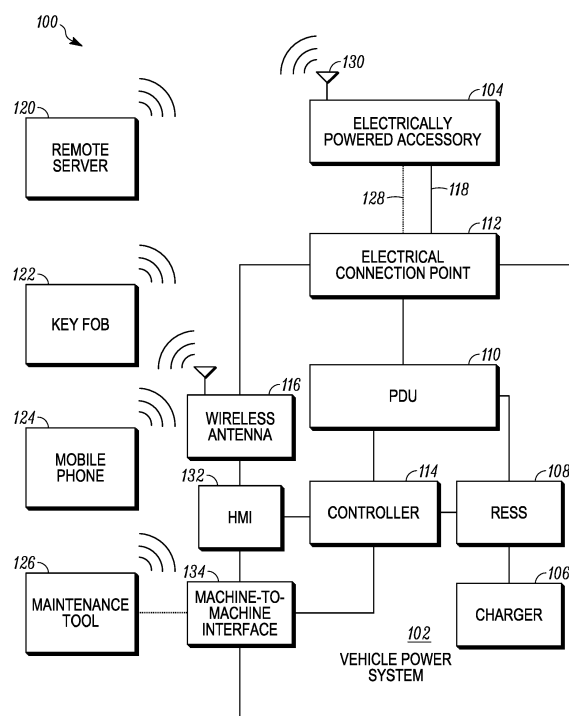 100
130
120
REMOTE
SERVER
104
ELECTRICALLY
POWERED ACCESSORY
128
118
112
ELECTRICAL
CONNECTION POINT
122
KEY FOB
110
PDU
116
WIRELESS
ANTENNA
124
MOBILE
PHONE
132
HMI
114
CONTROLLER
108
RESS
126
MAINTENANCE
TOOL
134
MACHINE-TO-
MACHINE
INTERFACE
106
CHARGER
102
VEHICLE POWER
SYSTEM